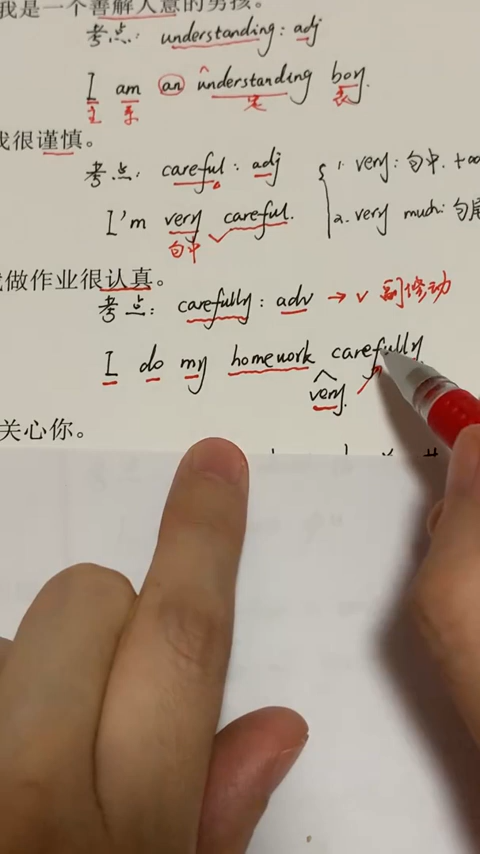 我是一个善解人意的男孩。
考点: understanding: adj
I am an understanding boy.
主 系 定 表
我很谨慎。
考点: careful: adj
1. very: 句中. +
I'm very careful.
句中
2. very much: 句尾
做作业很认真。
考点: carefully: adv → v 副修动
I do my homework carefully
very.
关心你。